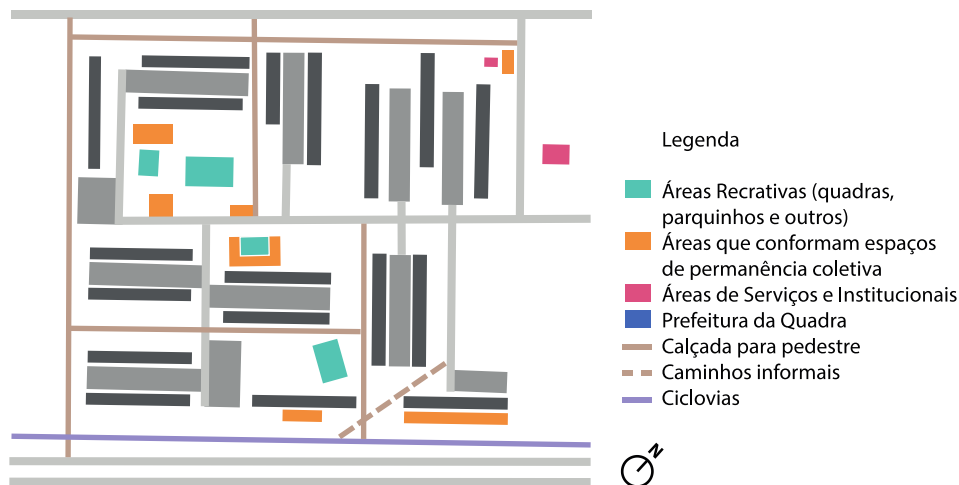 Legenda
Áreas Recrativas (quadras,
parquinhos e outros)
Áreas que conformam espaços
de permanência coletiva
Áreas de Serviços e Institucionais
Prefeitura da Quadra
Calçada para pedestre
Caminhos informais
Ciclovias
N